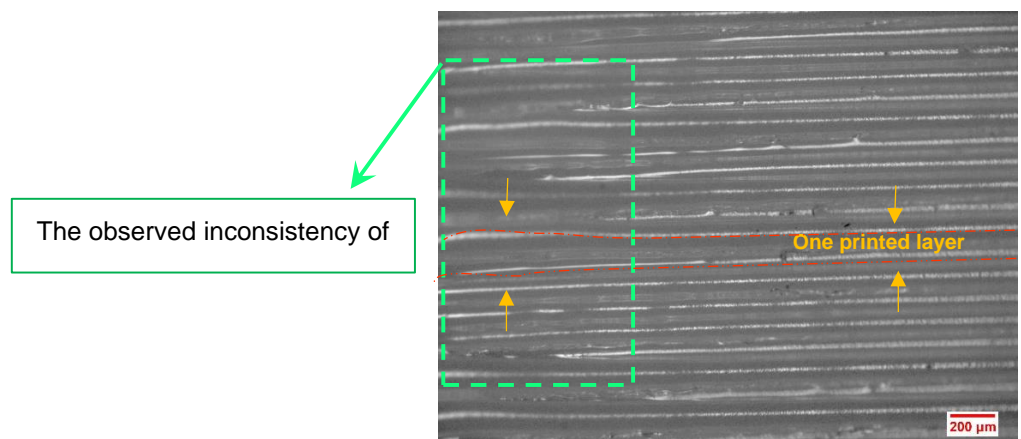 The observed inconsistency of
One printed layer
200 µm